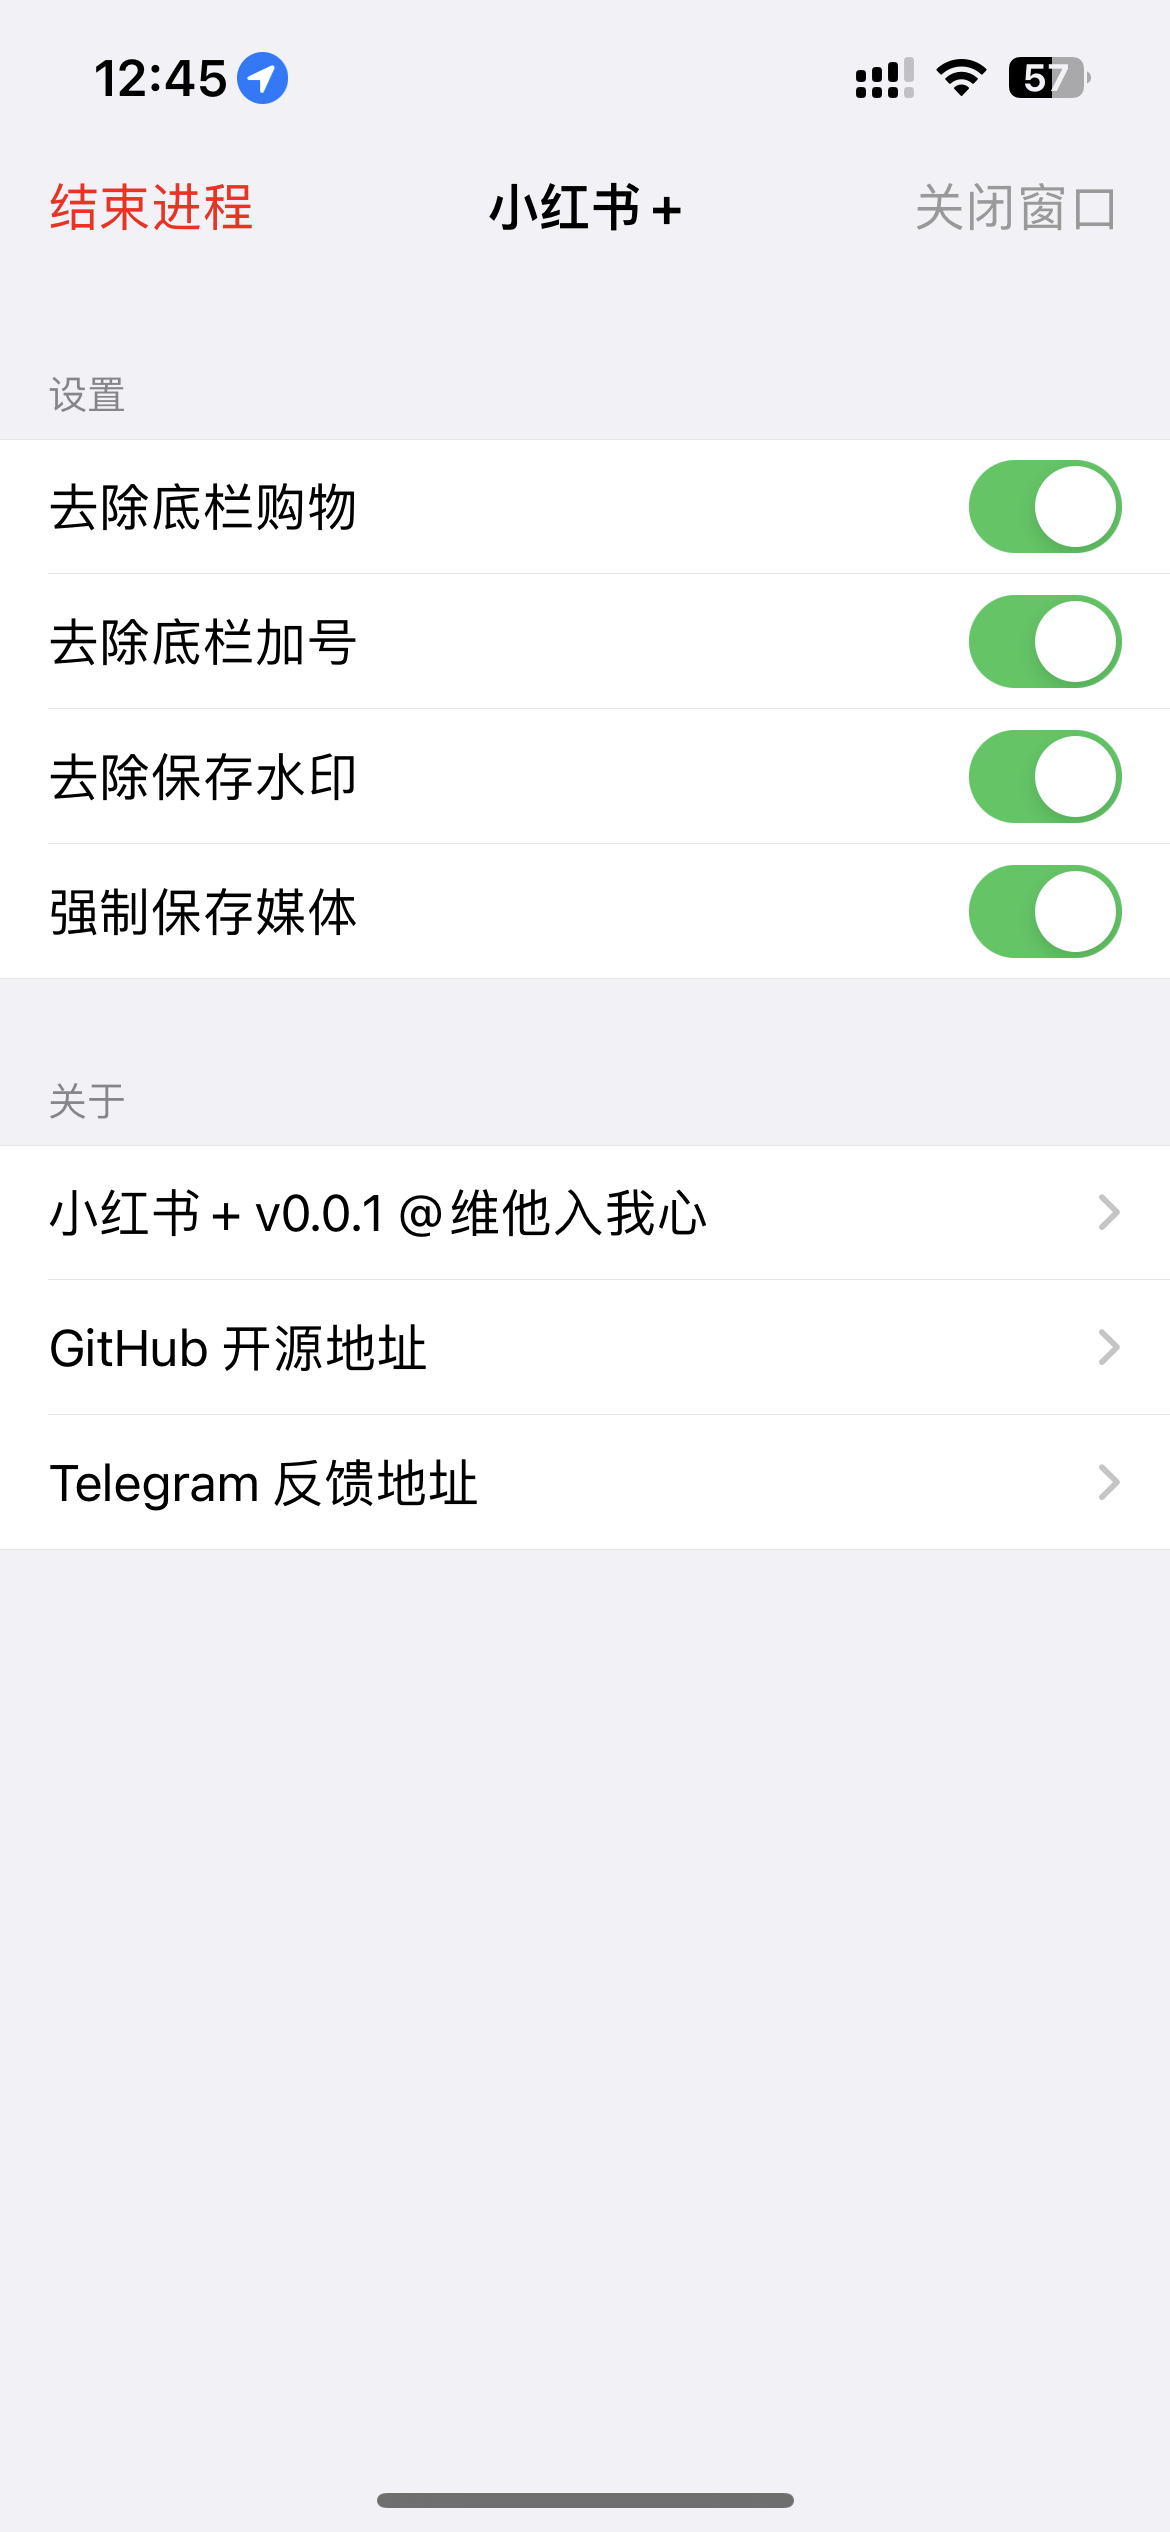 12:45
57
结束进程
小红书+
关闭窗口
设置
去除底栏购物
去除底栏加号
去除保存水印
强制保存媒体
关于
小红书+ v0.0.1 @维他入我心
GitHub 开源地址
Telegram 反馈地址